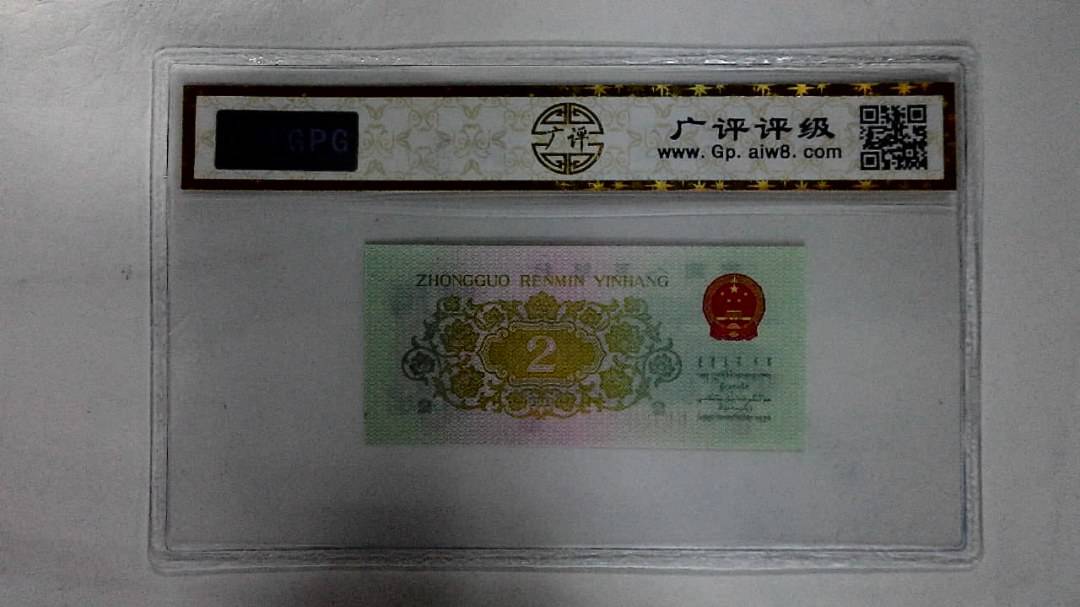 GPG
广评
广评评级
www. Gp. aiw8. com
ZHONGGUO RENMIN YINHANG
2